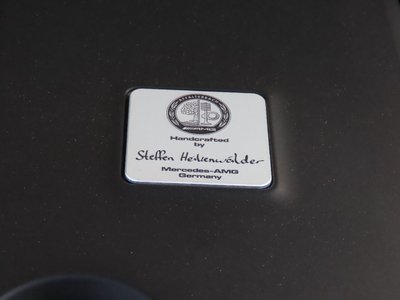 AMG
Handcrafted
by
Steffen
Mercedes-AMG
Germany